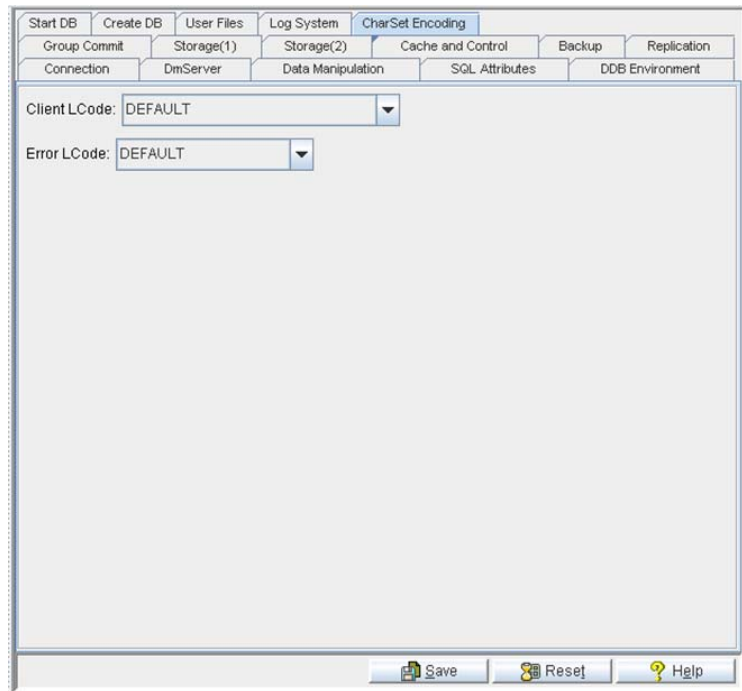 Start DB Create DB User Files Log System CharSet Encoding
Group Commit Storage(1) Storage(2) Cache and Control Backup Replication
Connection DmServer Data Manipulation SQL Attributes DDB Environment
Client LCode: DEFAULT
Error LCode: DEFAULT
Save Reset Help